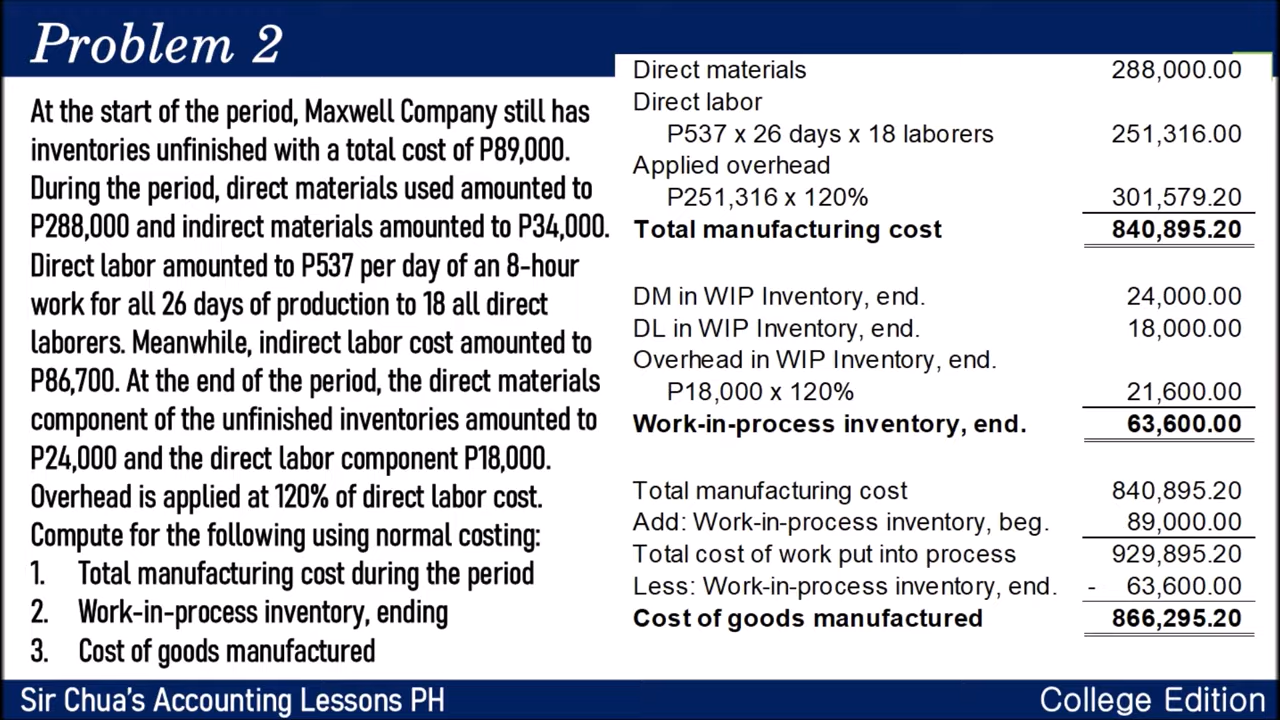 Problem 2
At the start of the period, Maxwell Company still has
inventories unfinished with a total cost of P89,000.
During the period, direct materials used amounted to
P288,000 and indirect materials amounted to P34,000.
Direct labor amounted to P537 per day of an 8-hour
work for all 26 days of production to 18 all direct
laborers. Meanwhile, indirect labor cost amounted to
P86,700. At the end of the period, the direct materials
component of the unfinished inventories amounted to
P24,000 and the direct labor component P18,000.
Overhead is applied at 120% of direct labor cost.
Compute for the following using normal costing:
1. Total manufacturing cost during the period
2. Work-in-process inventory, ending
3. Cost of goods manufactured
Direct materials 288,000.00
Direct labor
P537 x 26 days x 18 laborers 251,316.00
Applied overhead
P251,316 x 120% 301,579.20
Total manufacturing cost 840,895.20
DM in WIP Inventory, end. 24,000.00
DL in WIP Inventory, end. 18,000.00
Overhead in WIP Inventory, end.
P18,000 x 120% 21,600.00
Work-in-process inventory, end. 63,600.00
Total manufacturing cost 840,895.20
Add: Work-in-process inventory, beg. 89,000.00
Total cost of work put into process 929,895.20
Less: Work-in-process inventory, end. - 63,600.00
Cost of goods manufactured 866,295.20
Sir Chua's Accounting Lessons PH
College Edition